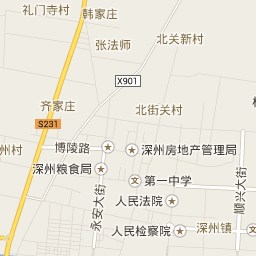 礼门寺村
韩家庄
张法师
北关新村
X901
齐家庄
北街关村
S231
博陵路
深州房地产管理局
州村
深州粮食局
第一中学
顺兴大街
永安大街
人民法院
人民检察院
深州镇